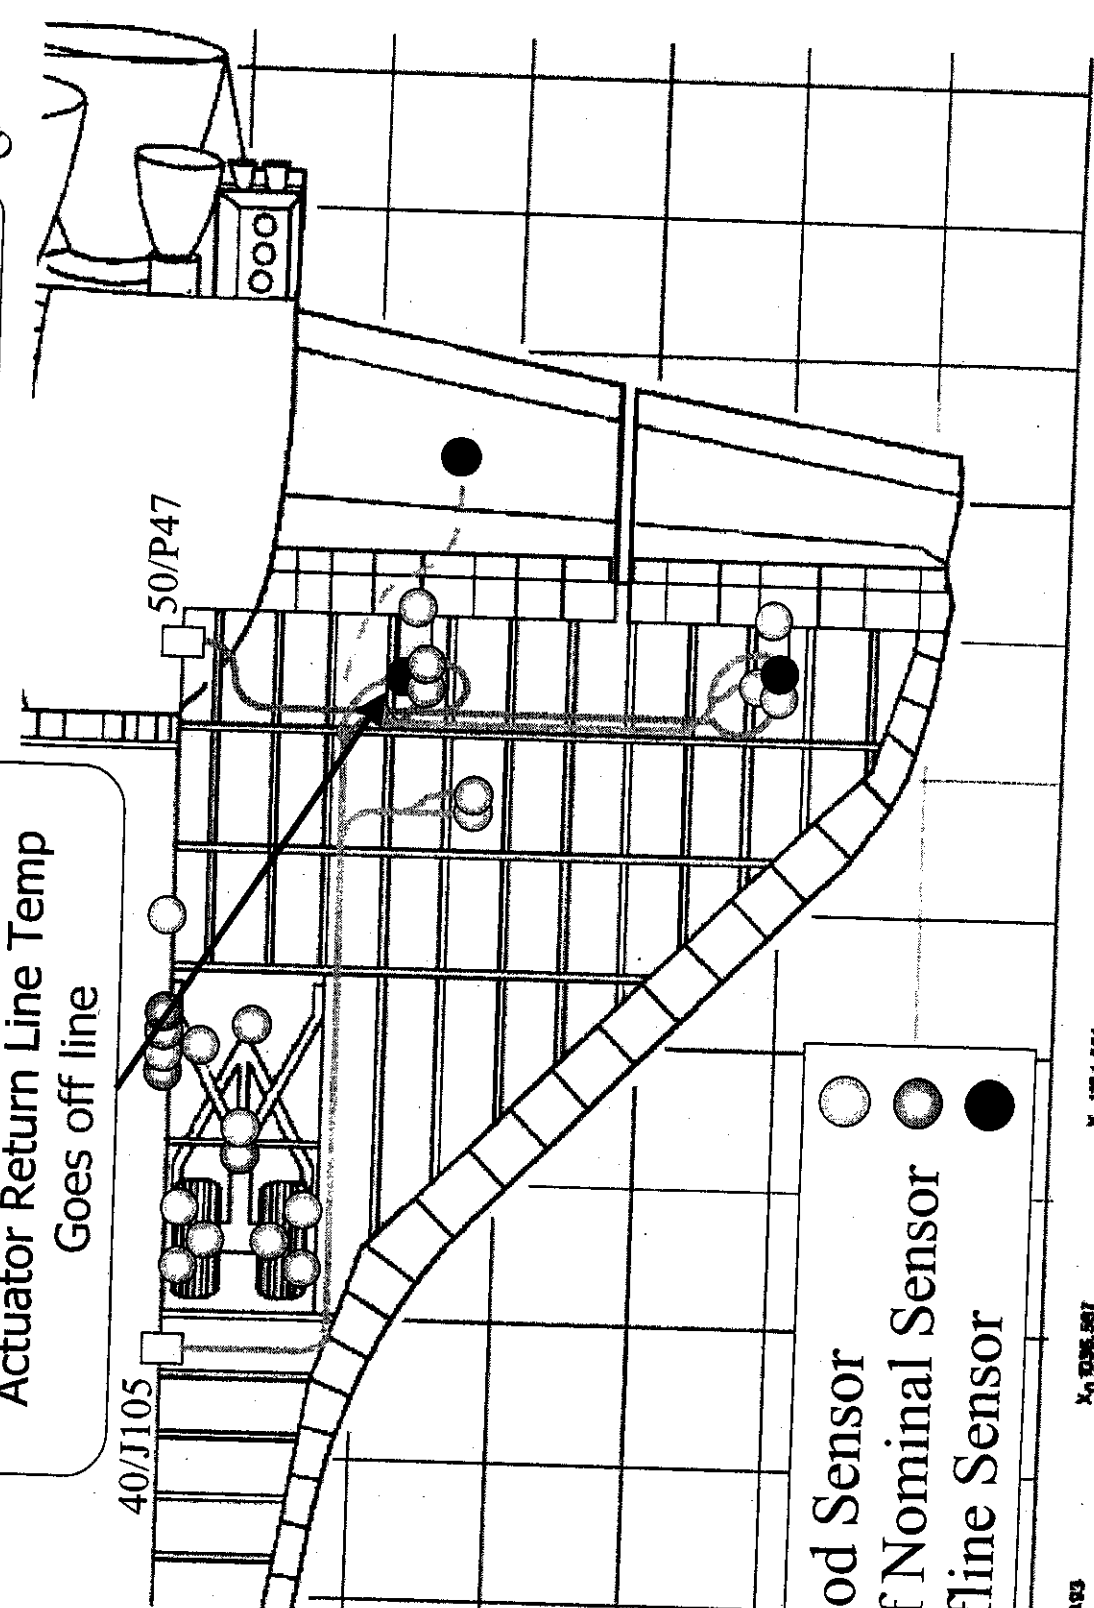 Actuator Return Line Temp
Goes off line
50/P47
40/J105
od Sensor
f Nominal Sensor
fline Sensor